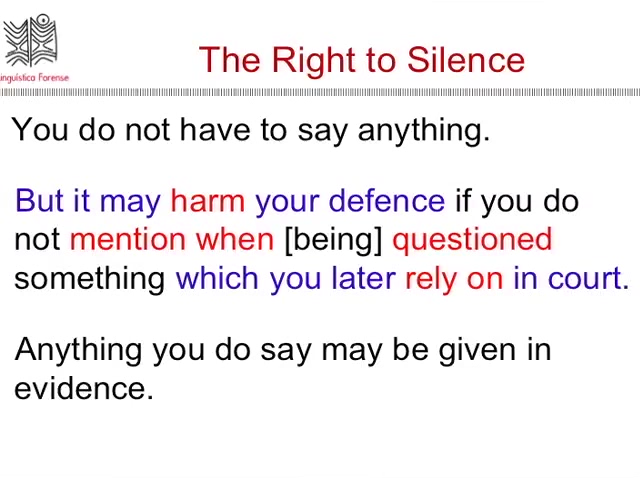 Linguística Forense
The Right to Silence
You do not have to say anything.
But it may harm your defence if you do
not mention when [being] questioned
something which you later rely on in court.
Anything you do say may be given in
evidence.